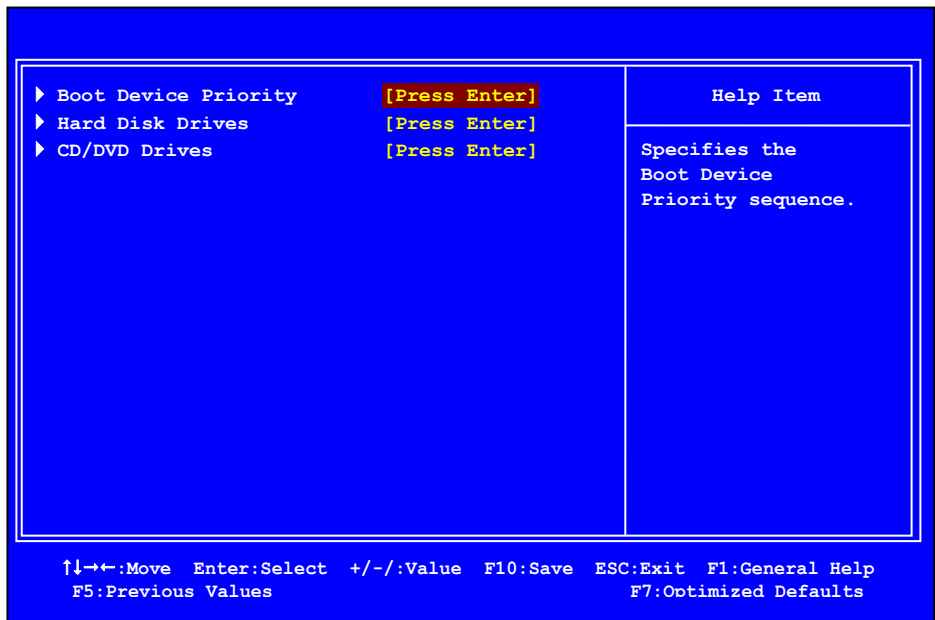 Boot Device Priority [Press Enter]
Hard Disk Drives [Press Enter]
CD/DVD Drives [Press Enter]
Help Item
Specifies the
Boot Device
Priority sequence.
↑↓→←:Move Enter:Select +/-/:Value F10:Save ESC:Exit F1:General Help
F5:Previous Values F7:Optimized Defaults